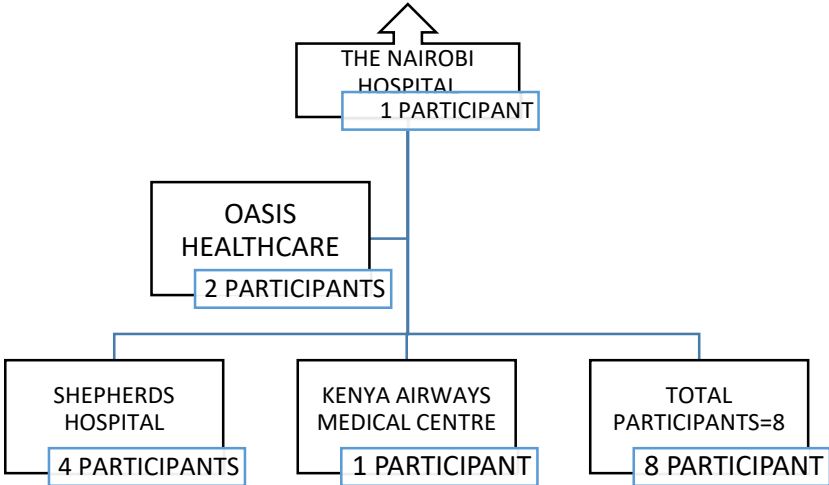 THE NAIROBI
HOSPITAL
1 PARTICIPANT
OASIS
HEALTHCARE
2 PARTICIPANTS
SHEPHERDS
HOSPITAL
4 PARTICIPANTS
KENYA AIRWAYS
MEDICAL CENTRE
1 PARTICIPANT
TOTAL
PARTICIPANTS=8
8 PARTICIPANT